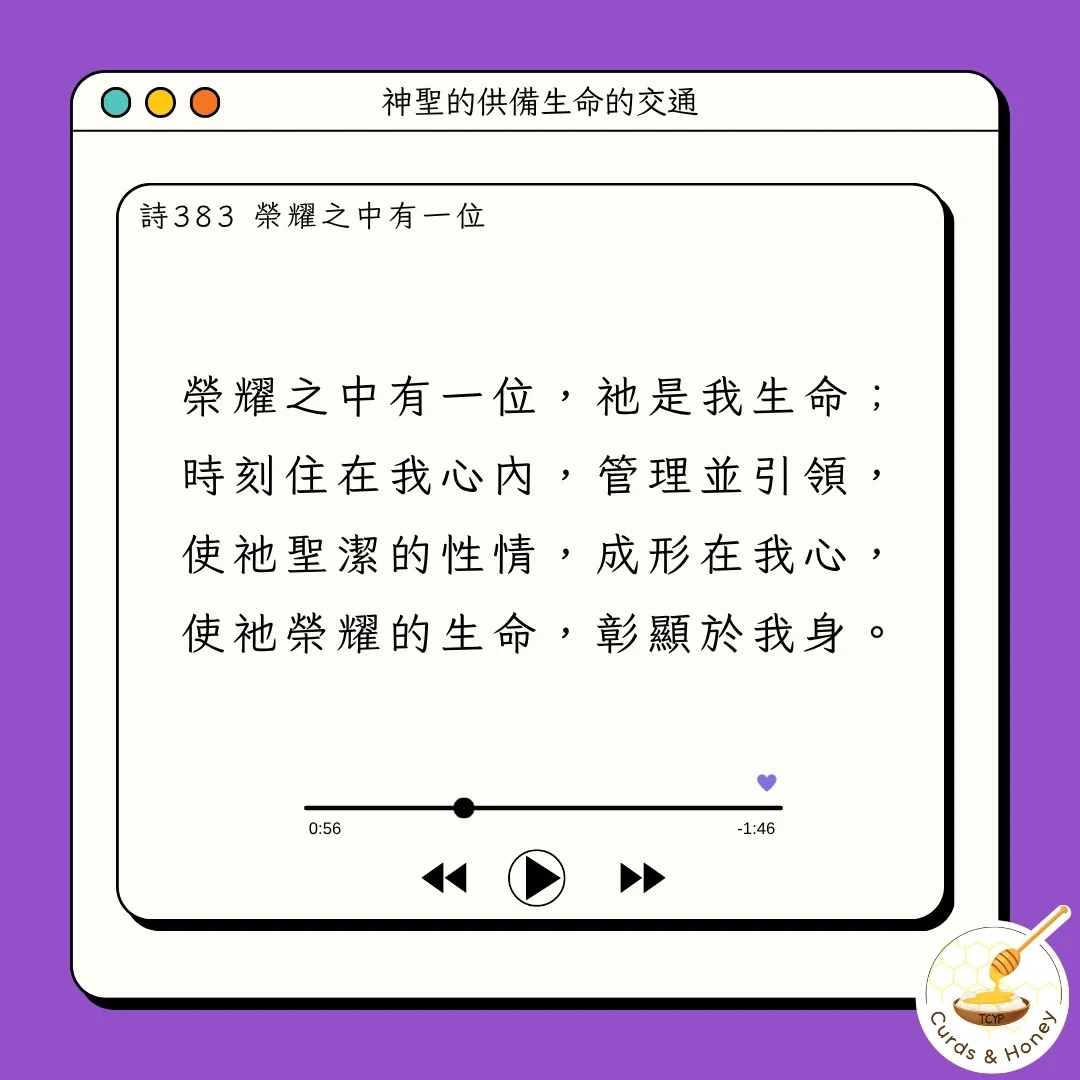 神聖的供備生命的交通
詩383 榮耀之中有一位
榮耀之中有一位，祂是我生命；
時刻住在我心內，管理並引領，
使祂聖潔的性情，成形在我心，
使祂榮耀的生命，彰顯於我身。
0:56
-1:46
TCYP
Curds & Honey